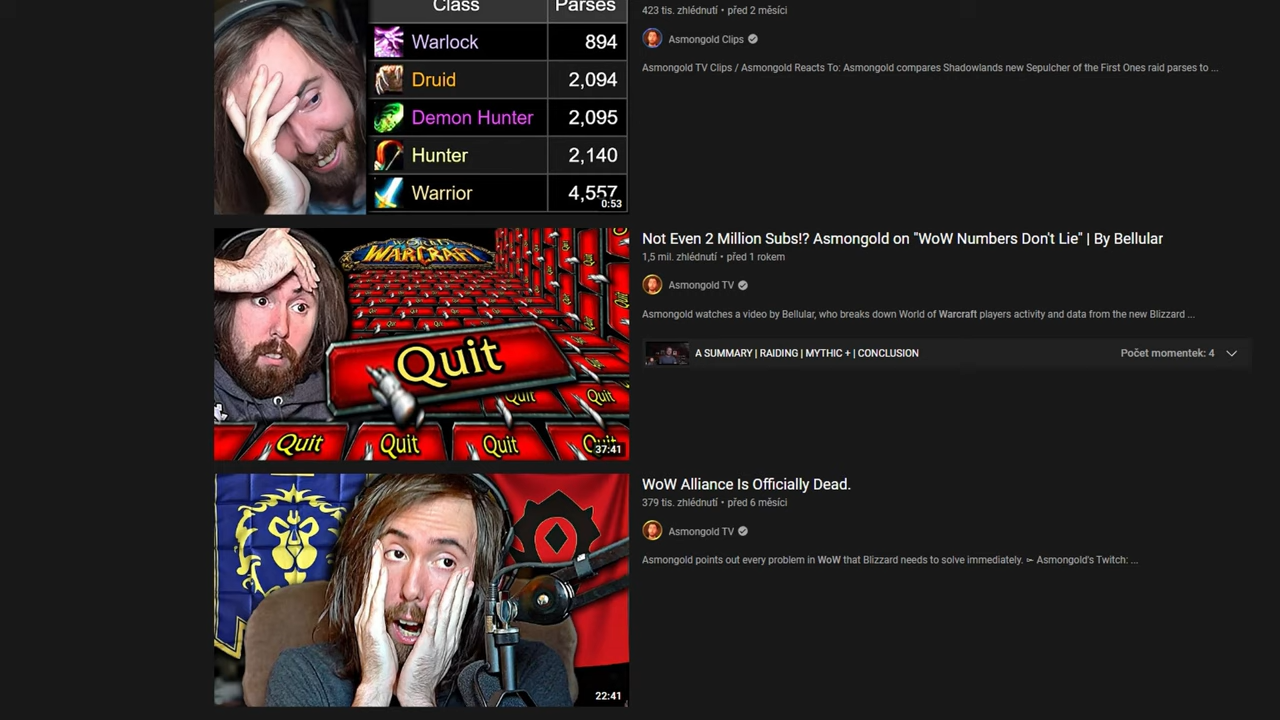 Class Parses
Warlock 894
Druid 2,094
Demon Hunter 2,095
Hunter 2,140
Warrior 4,557
0:53
423 tis. zhlédnutí • před 2 měsíci
Asmongold Clips
Asmongold TV Clips / Asmongold Reacts To: Asmongold compares Shadowlands new Sepulcher of the First Ones raid parses to ...
WORLD
WARCRAFT
Quit
Quit
Quit
Quit
Quit
Quit
Quit
Quit
37:41
Not Even 2 Million Subs!? Asmongold on "WoW Numbers Don't Lie" | By Bellular
1,5 mil. zhlédnutí • před 1 rokem
Asmongold TV
Asmongold watches a video by Bellular, who breaks down World of Warcraft players activity and data from the new Blizzard ...
A SUMMARY | RAIDING | MYTHIC + | CONCLUSION
Počet momentek: 4
22:41
WoW Alliance Is Officially Dead.
379 tis. zhlédnutí • před 6 měsíci
Asmongold TV
Asmongold points out every problem in WoW that Blizzard needs to solve immediately. ➢ Asmongold's Twitch: ...